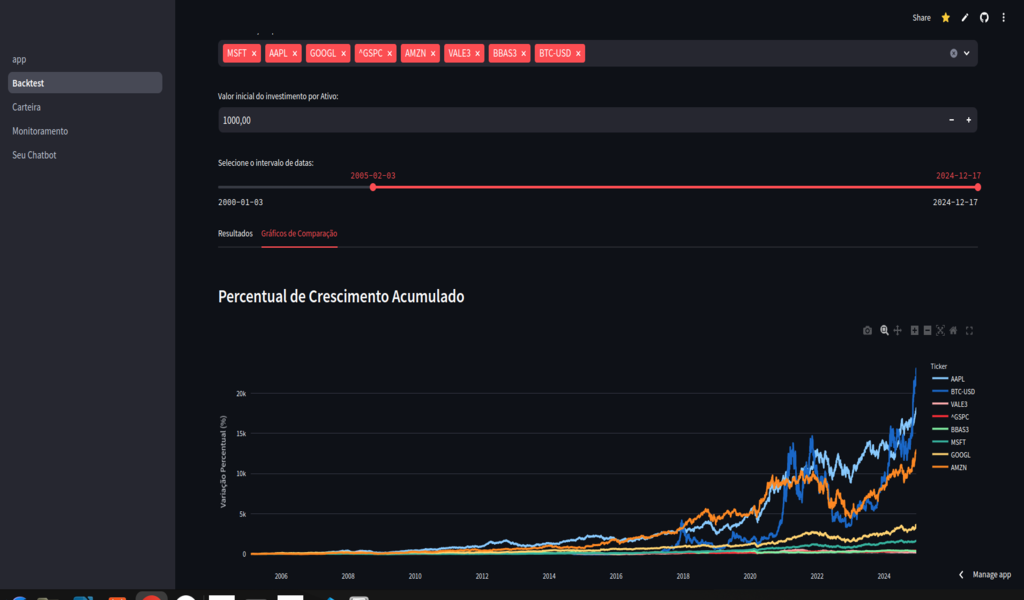 Share
app
Backtest
Carteira
Monitoramento
Seu Chatbot
MSFT × AAPL × GOOGL × ^GSPC × AMZN × VALE3 × BBAS3 × BTC-USD ×
Valor inicial do investimento por Ativo:
1000,00
Selecione o intervalo de datas:
2005-02-03 2024-12-17
2000-01-03 2024-12-17
Resultados Gráficos de Comparação
Percentual de Crescimento Acumulado
Ticker
AAPL
BTC-USD
VALE3
^GSPC
BBAS3
MSFT
GOOGL
AMZN
Variação Percentual (%)
20k
15k
10k
5k
0
2006 2008 2010 2012 2014 2016 2018 2020 2022 2024
Manage app